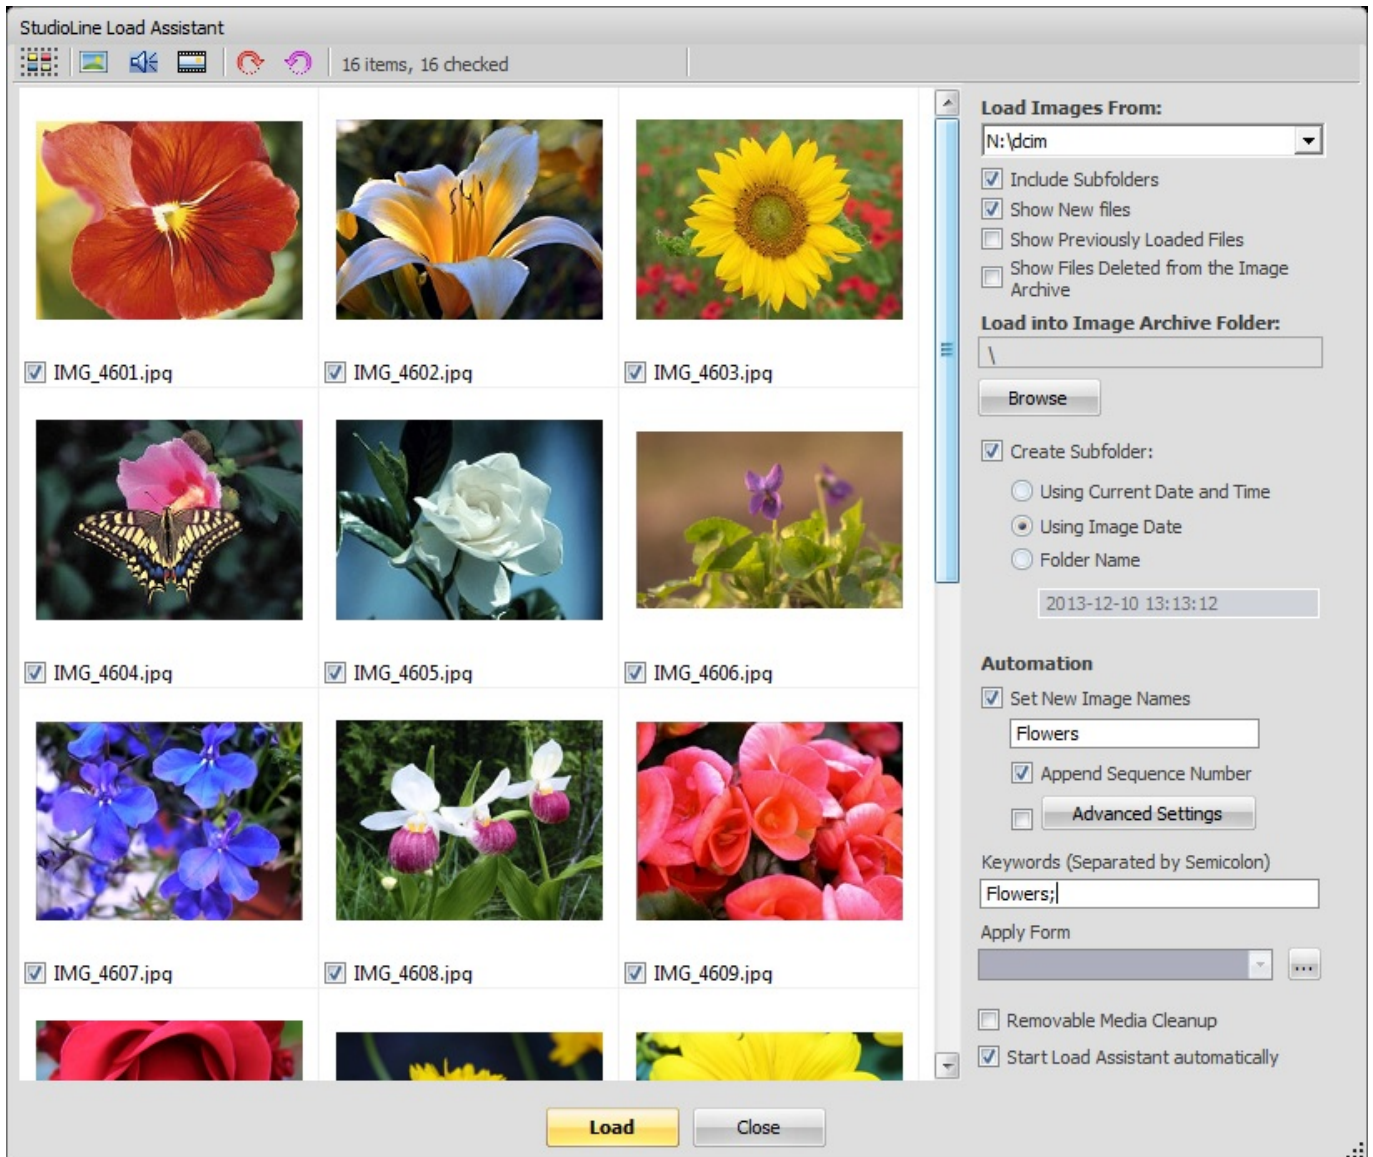 StudioLine Load Assistant
16 items, 16 checked
IMG_4601.jpg
IMG_4602.jpg
IMG_4603.jpg
IMG_4604.jpg
IMG_4605.jpg
IMG_4606.jpg
IMG_4607.jpg
IMG_4608.jpg
IMG_4609.jpg
Load Images From:
N:\dcim
Include Subfolders
Show New files
Show Previously Loaded Files
Show Files Deleted from the Image
Archive
Load into Image Archive Folder:
\
Browse
Create Subfolder:
Using Current Date and Time
Using Image Date
Folder Name
2013-12-10 13:13:12
Automation
Set New Image Names
Flowers
Append Sequence Number
Advanced Settings
Keywords (Separated by Semicolon)
Flowers;
Apply Form
...
Removable Media Cleanup
Start Load Assistant automatically
Load
Close